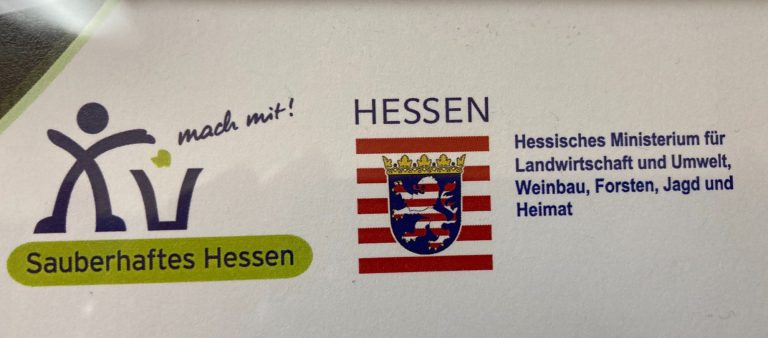 mach mit!
Sauberhaftes Hessen
HESSEN
Hessisches Ministerium für
Landwirtschaft und Umwelt,
Weinbau, Forsten, Jagd und
Heimat